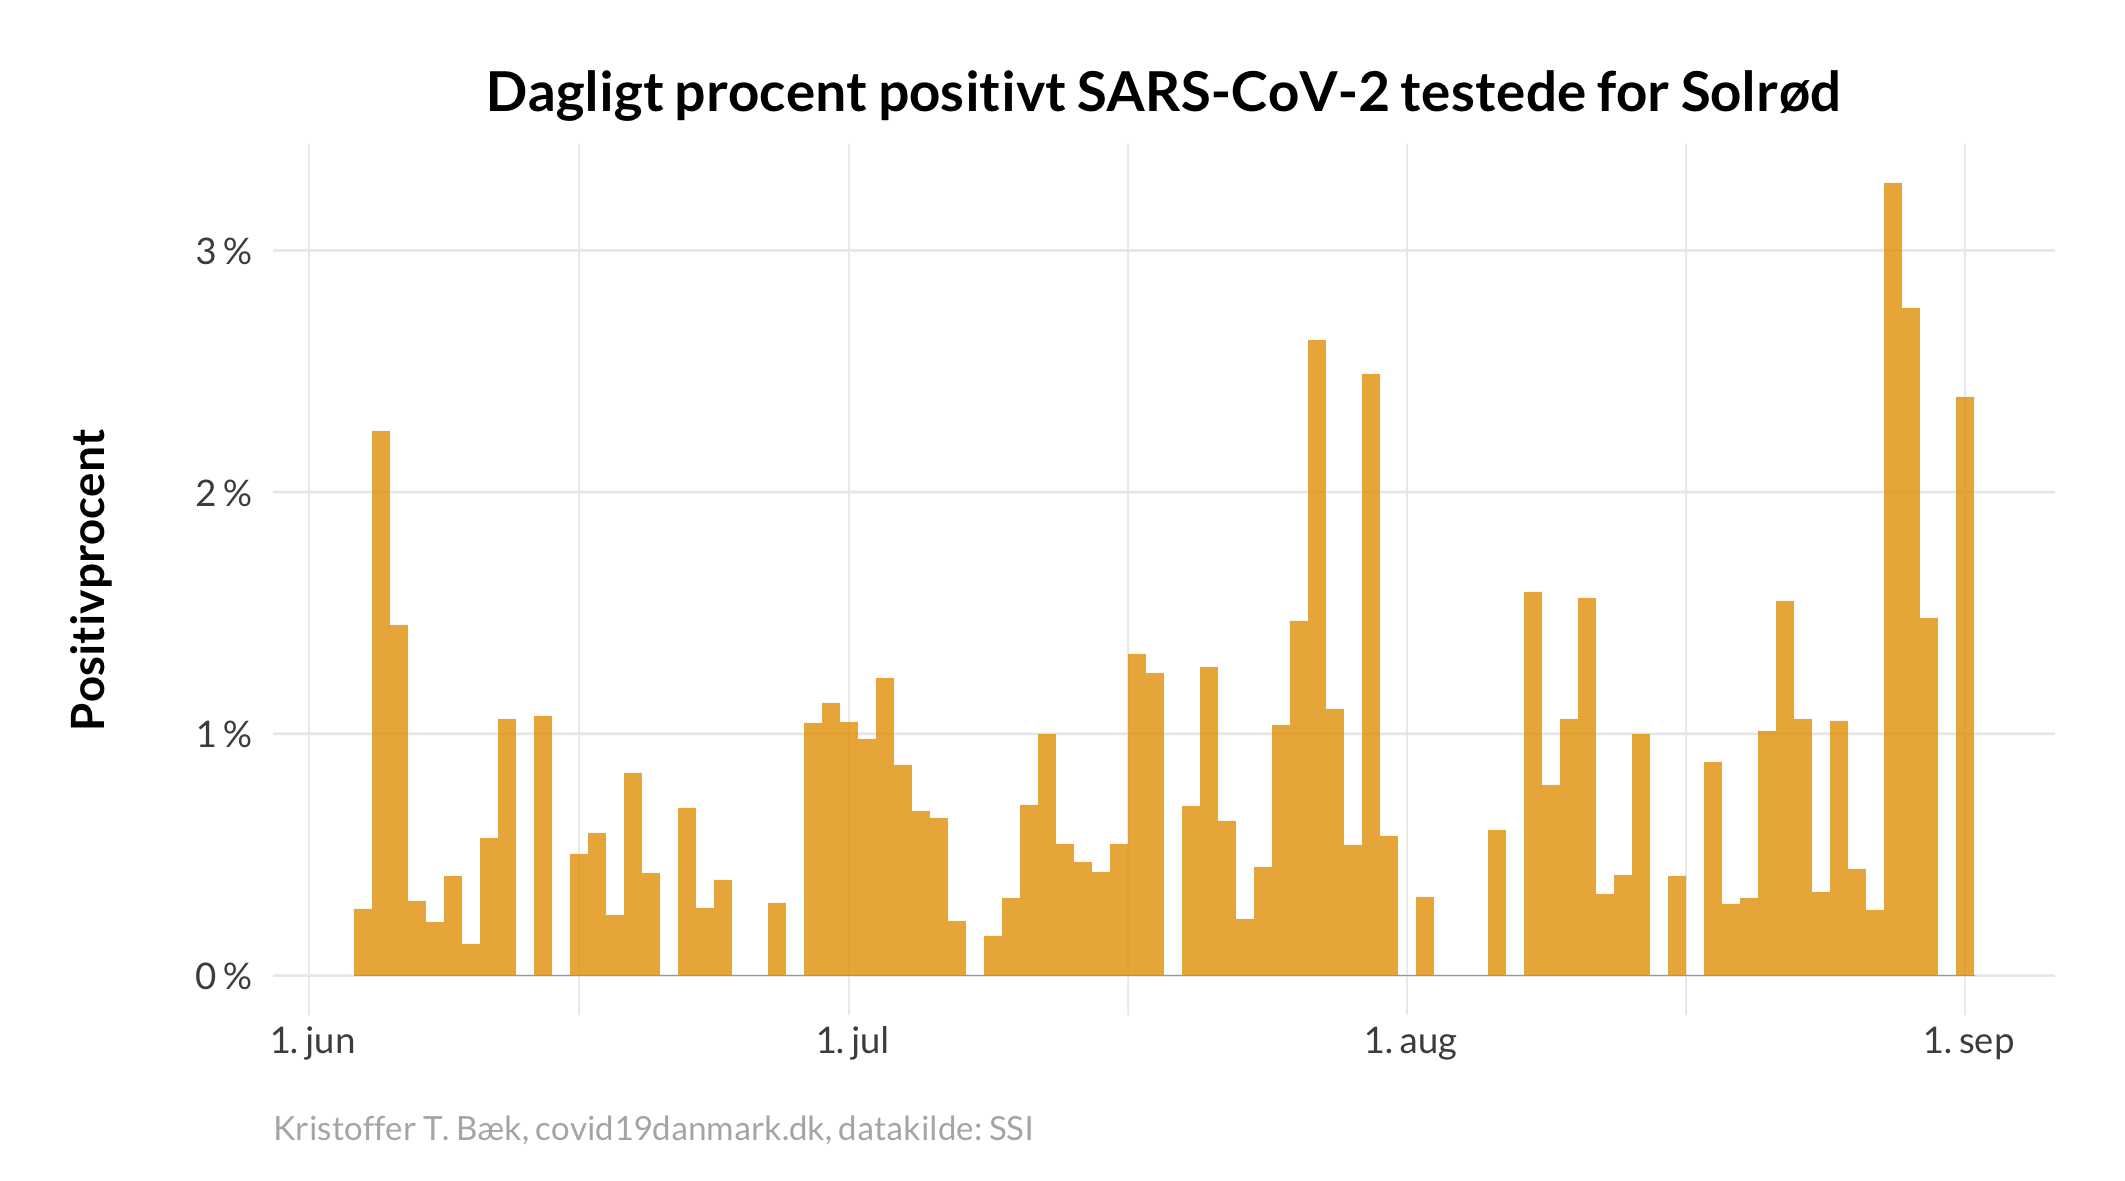 Dagligt procent positivt SARS-CoV-2 testede for Solrød
Positivprocent
3 %
2 %
1 %
0 %
1. jun
1. jul
1. aug
1. sep
Kristoffer T. Bæk, covid19danmark.dk, datakilde: SSI